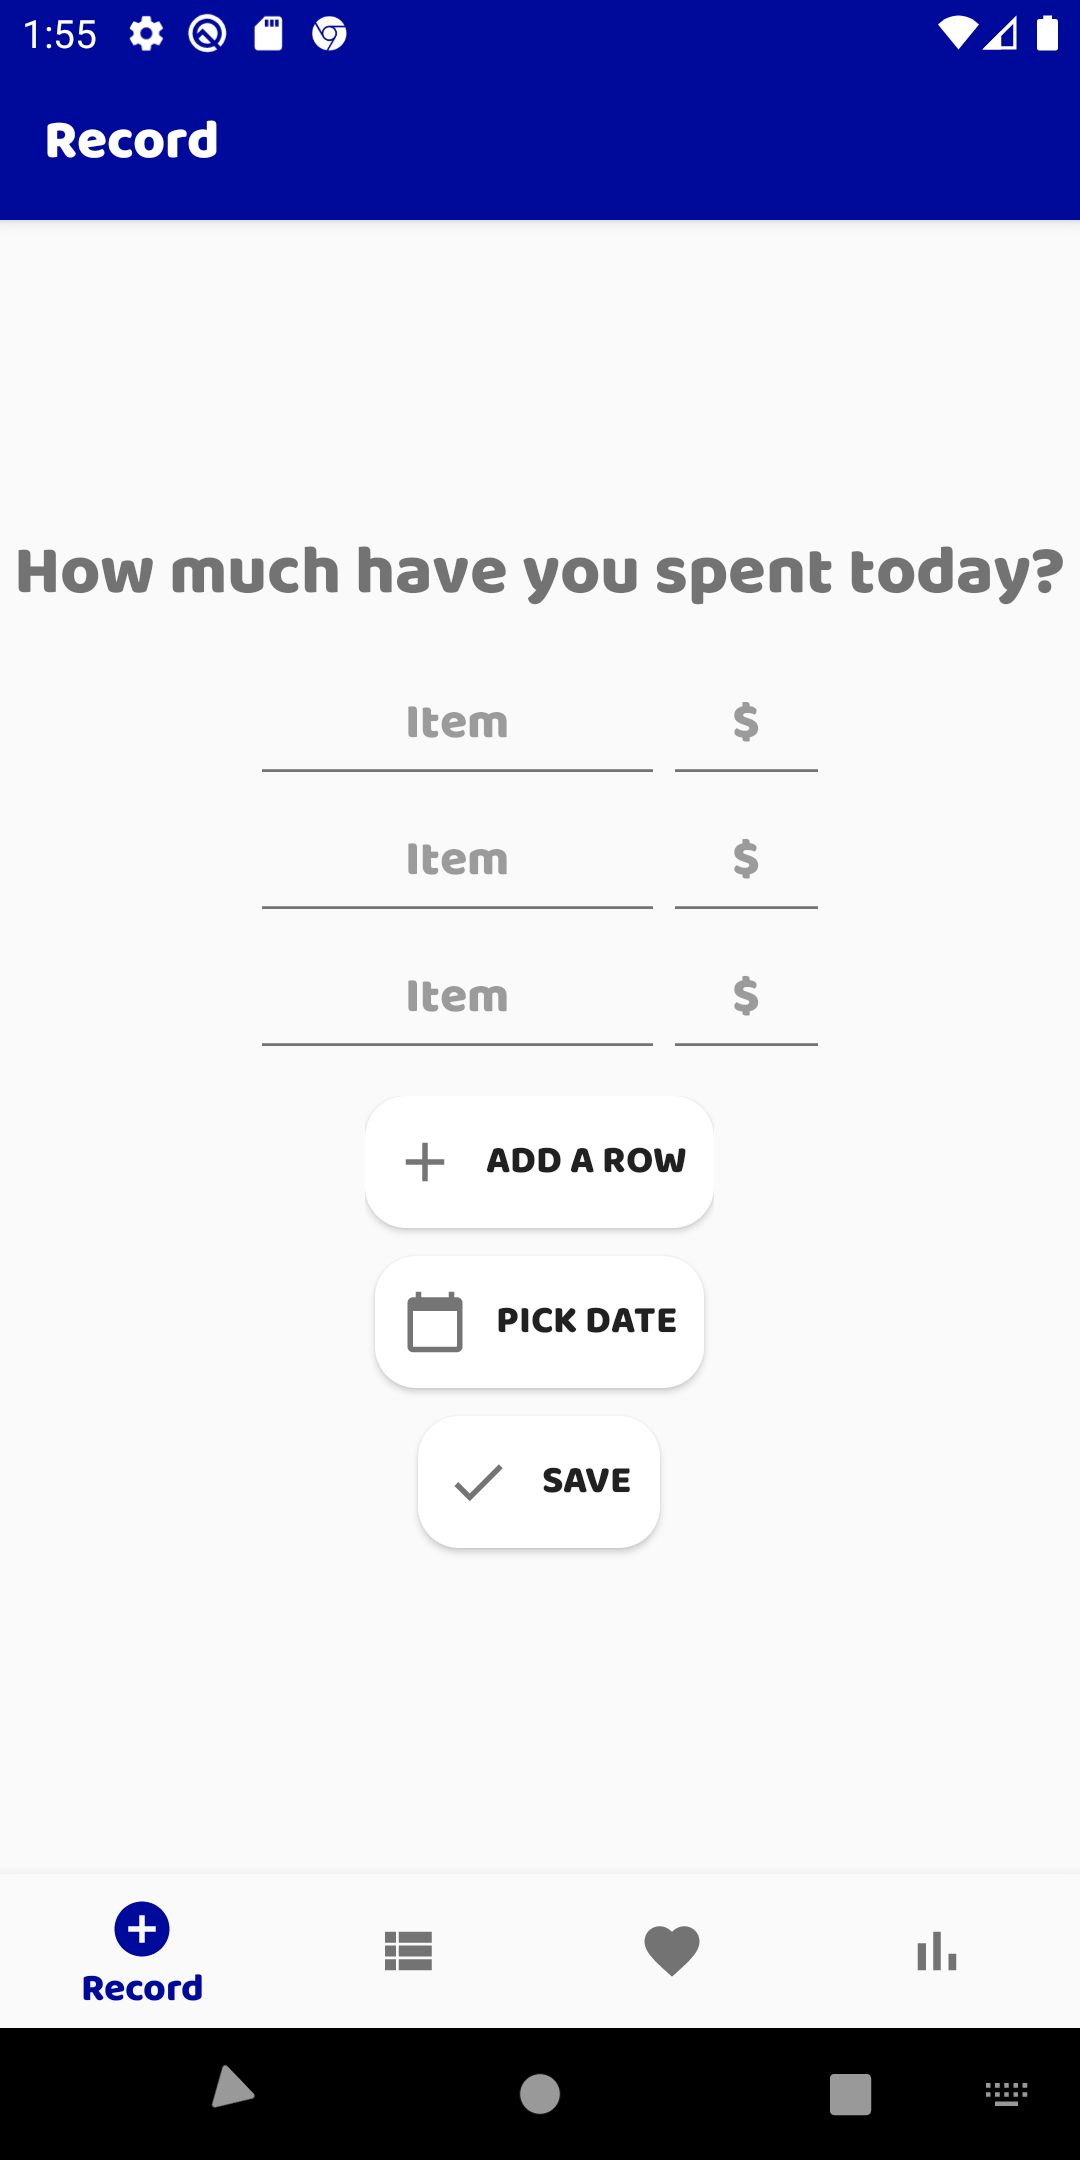 1:55
Record
How much have you spent today?
Item $
Item $
Item $
ADD A ROW
PICK DATE
SAVE
Record